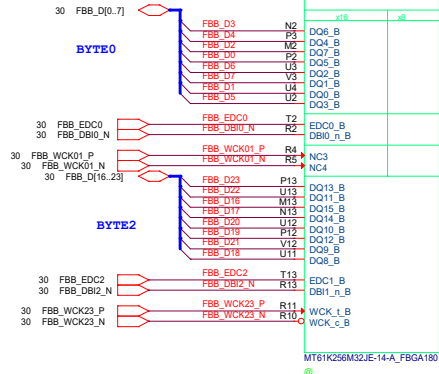 x16 x8
30 FBB_D[0..7]
BYTE0
FBB_D3 N2 DQ6_B
FBB_D4 P3 DQ4_B
FBB_D2 M2 DQ7_B
FBB_D0 P2 DQ5_B
FBB_D6 U3 DQ2_B
FBB_D7 V3 DQ1_B
FBB_D1 U4 DQ0_B
FBB_D5 U2 DQ3_B
30 FBB_EDC0 FBB_EDC0 T2 EDC0_B
30 FBB_DBI0_N FBB_DBI0_N R2 DBI0_n_B
30 FBB_WCK01_P FBB_WCK01_P R4 NC3
30 FBB_WCK01_N FBB_WCK01_N R5 NC4
30 FBB_D[16..23]
BYTE2
FBB_D23 P13 DQ13_B
FBB_D22 U13 DQ11_B
FBB_D16 M13 DQ15_B
FBB_D17 N13 DQ14_B
FBB_D20 U12 DQ10_B
FBB_D19 P12 DQ12_B
FBB_D21 V12 DQ9_B
FBB_D18 U11 DQ8_B
30 FBB_EDC2 FBB_EDC2 T13 EDC1_B
30 FBB_DBI2_N FBB_DBI2_N R13 DBI1_n_B
30 FBB_WCK23_P FBB_WCK23_P R11 WCK_t_B
30 FBB_WCK23_N FBB_WCK23_N R10 WCK_c_B
MT61K256M32JE-14-A_FBGA180
@